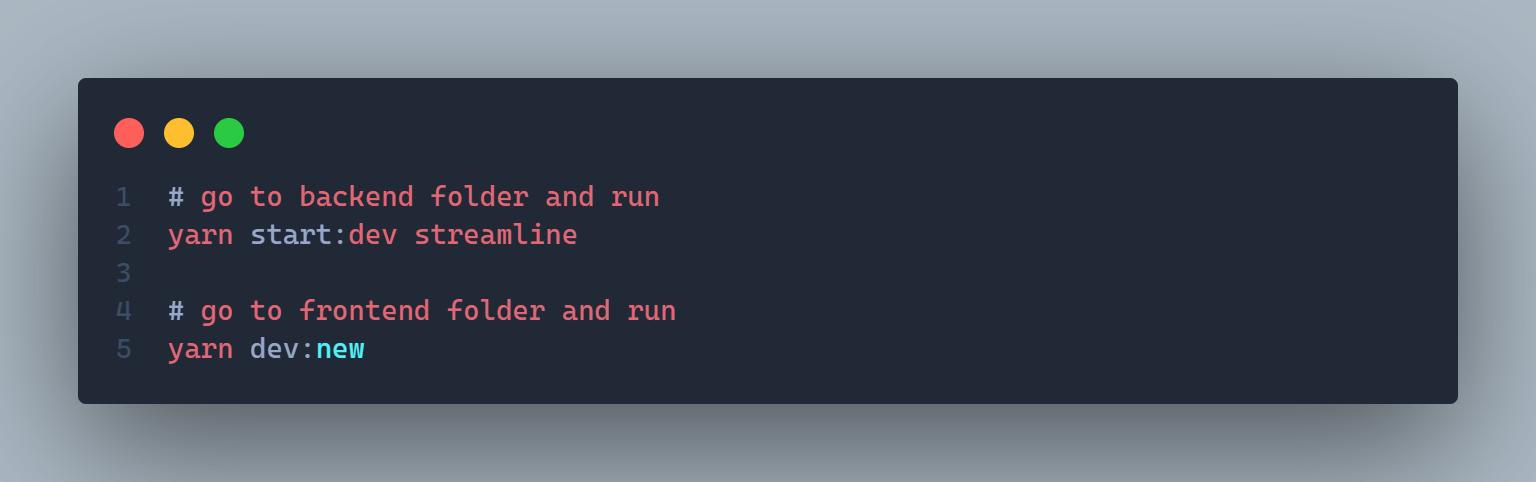 1 # go to backend folder and run
2 yarn start:dev streamline
3
4 # go to frontend folder and run
5 yarn dev:new